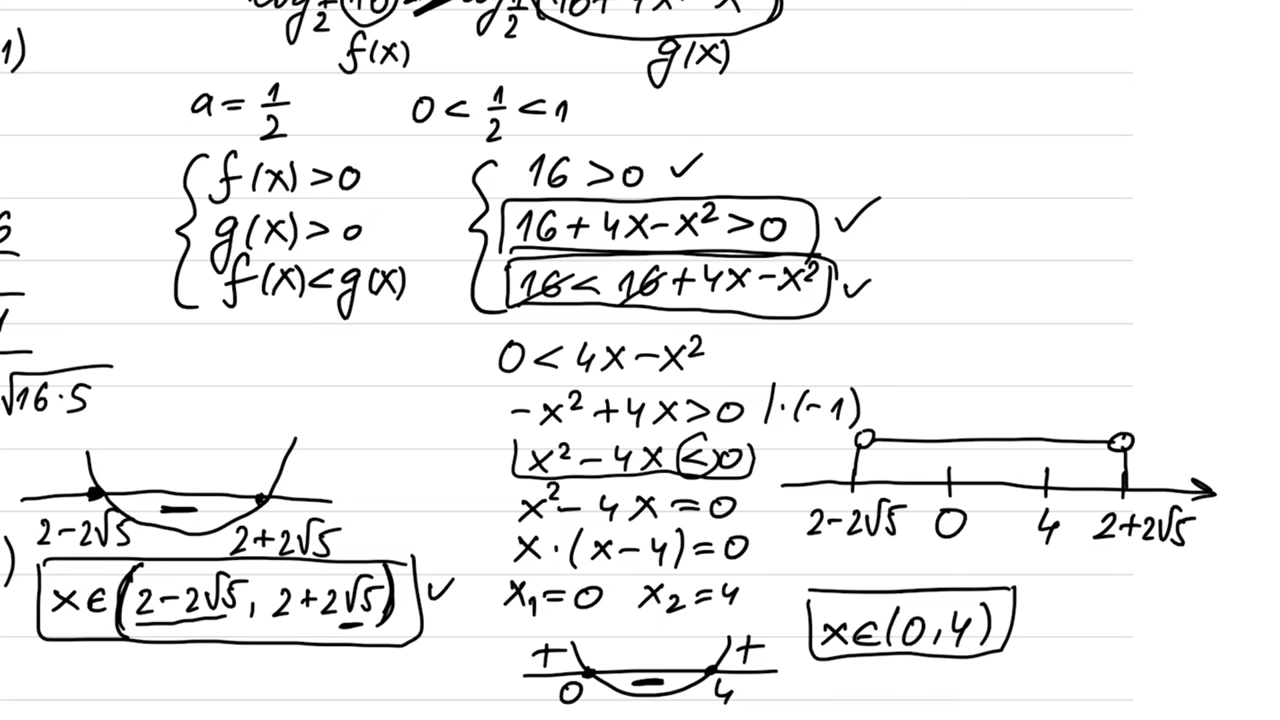 1)
f(x) g(x)
a = 1/2 0 < 1/2 < 1
{ f(x) > 0
g(x) > 0
f(x) < g(x)
{ 16 > 0 ✓
16 + 4x - x² > 0 ✓
16 < 16 + 4x - x² ✓
0 < 4x - x²
-x² + 4x > 0 / · (-1)
x² - 4x < 0
x² - 4x = 0
x · (x - 4) = 0
x₁ = 0 x₂ = 4
+ - +
0 4
√16·5
-
2-2√5 2+2√5
x ∈ (2-2√5, 2+2√5) ✓
2-2√5 0 4 2+2√5
x ∈ (0, 4)